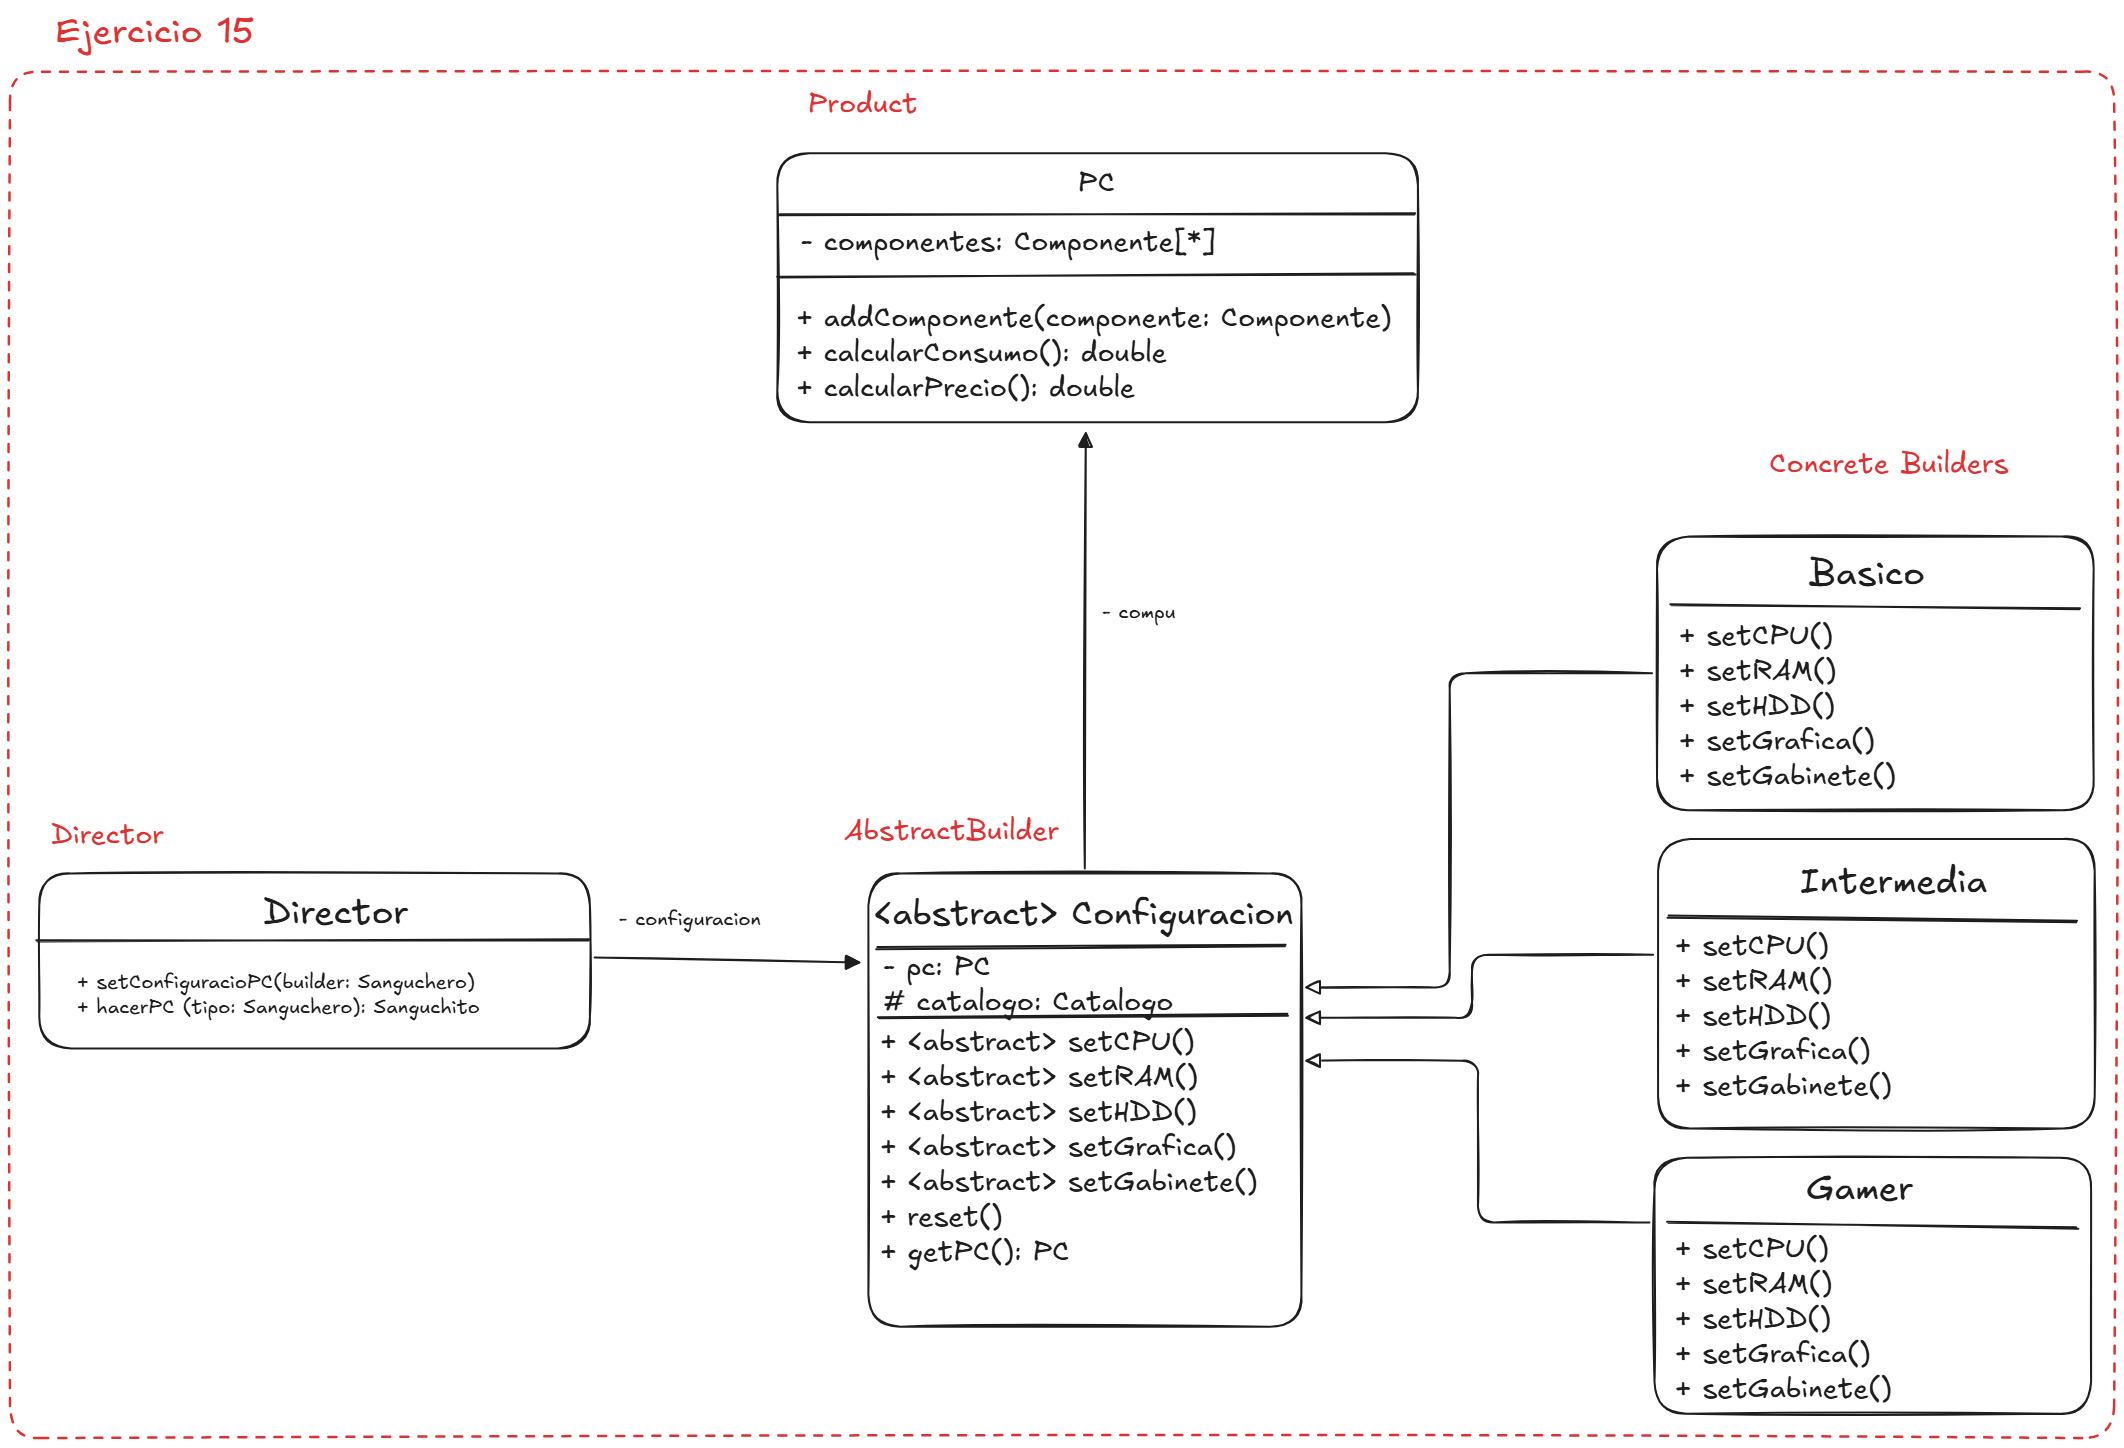 Ejercicio 15
Product
PC
- componentes: Componente[*]
+ addComponente(componente: Componente)
+ calcularConsumo(): double
+ calcularPrecio(): double
- compu
Director
Director
+ setConfiguracioPC(builder: Sanguchero)
+ hacerPC (tipo: Sanguchero): Sanguchito
- configuracion
AbstractBuilder
<abstract> Configuracion
- pc: PC
# catalogo: Catalogo
+ <abstract> setCPU()
+ <abstract> setRAM()
+ <abstract> setHDD()
+ <abstract> setGrafica()
+ <abstract> setGabinete()
+ reset()
+ getPC(): PC
Concrete Builders
Basico
+ setCPU()
+ setRAM()
+ setHDD()
+ setGrafica()
+ setGabinete()
Intermedia
+ setCPU()
+ setRAM()
+ setHDD()
+ setGrafica()
+ setGabinete()
Gamer
+ setCPU()
+ setRAM()
+ setHDD()
+ setGrafica()
+ setGabinete()